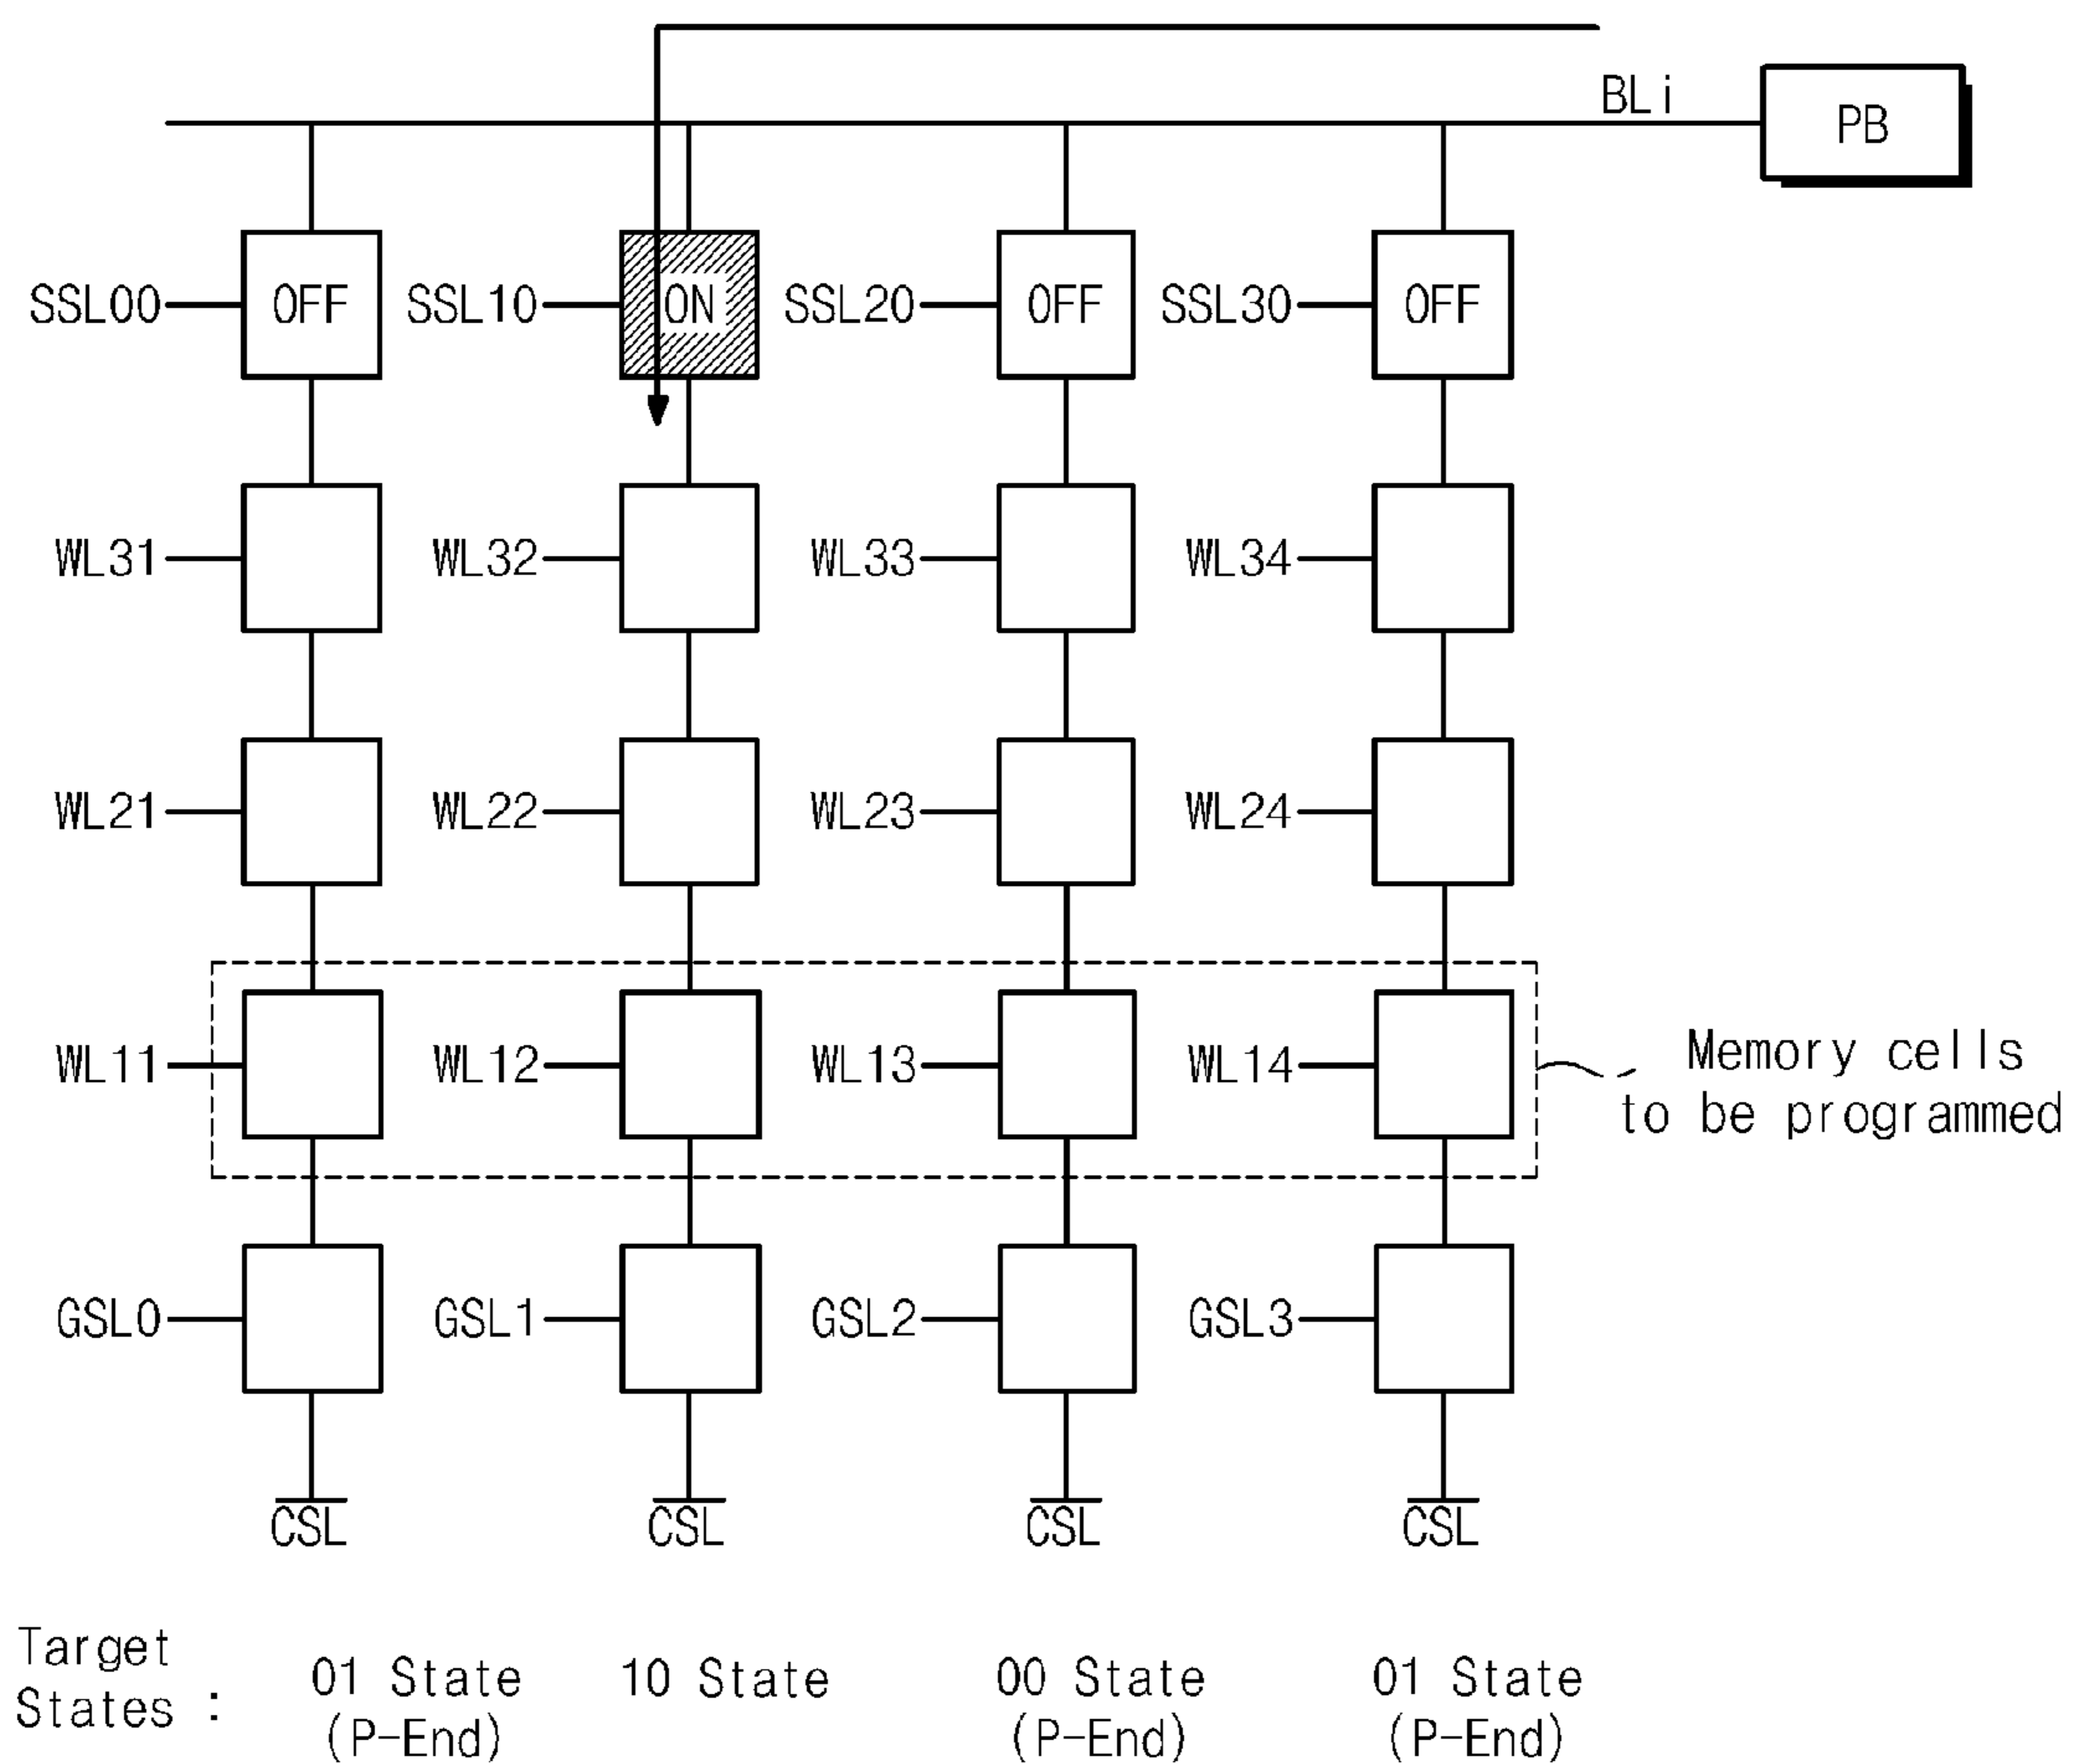 BLi
PB
SSL00 OFF SSL10 ON SSL20 OFF SSL30 OFF
WL31 WL32 WL33 WL34
WL21 WL22 WL23 WL24
WL11 WL12 WL13 WL14
Memory cells
to be programmed
GSL0 GSL1 GSL2 GSL3
CSL CSL CSL CSL
Target
States :
01 State 10 State 00 State 01 State
(P-End) (P-End) (P-End)